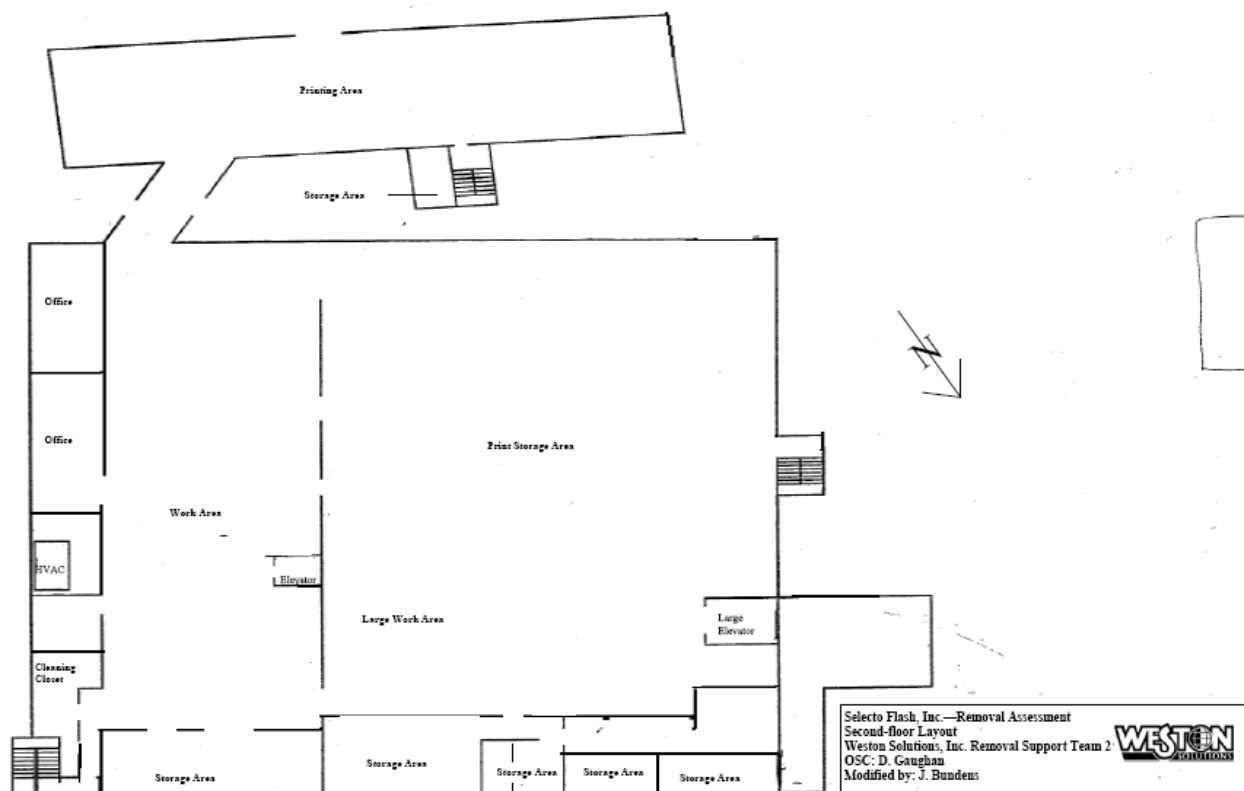 Printing Area
Storage Area
Office
Office
Print Storage Area
Work Area
HVAC
Elevator
Large Work Area
Large
Elevator
Cleaning
Closet
Storage Area
Storage Area
Storage Area
Storage Area
Storage Area
N
Selecto Flash, Inc.—Removal Assessment
Second-floor Layout
Weston Solutions, Inc. Removal Support Team 2
OSC: D. Gaughan
Modified by: J. Bundens
WESTON
SOLUTIONS